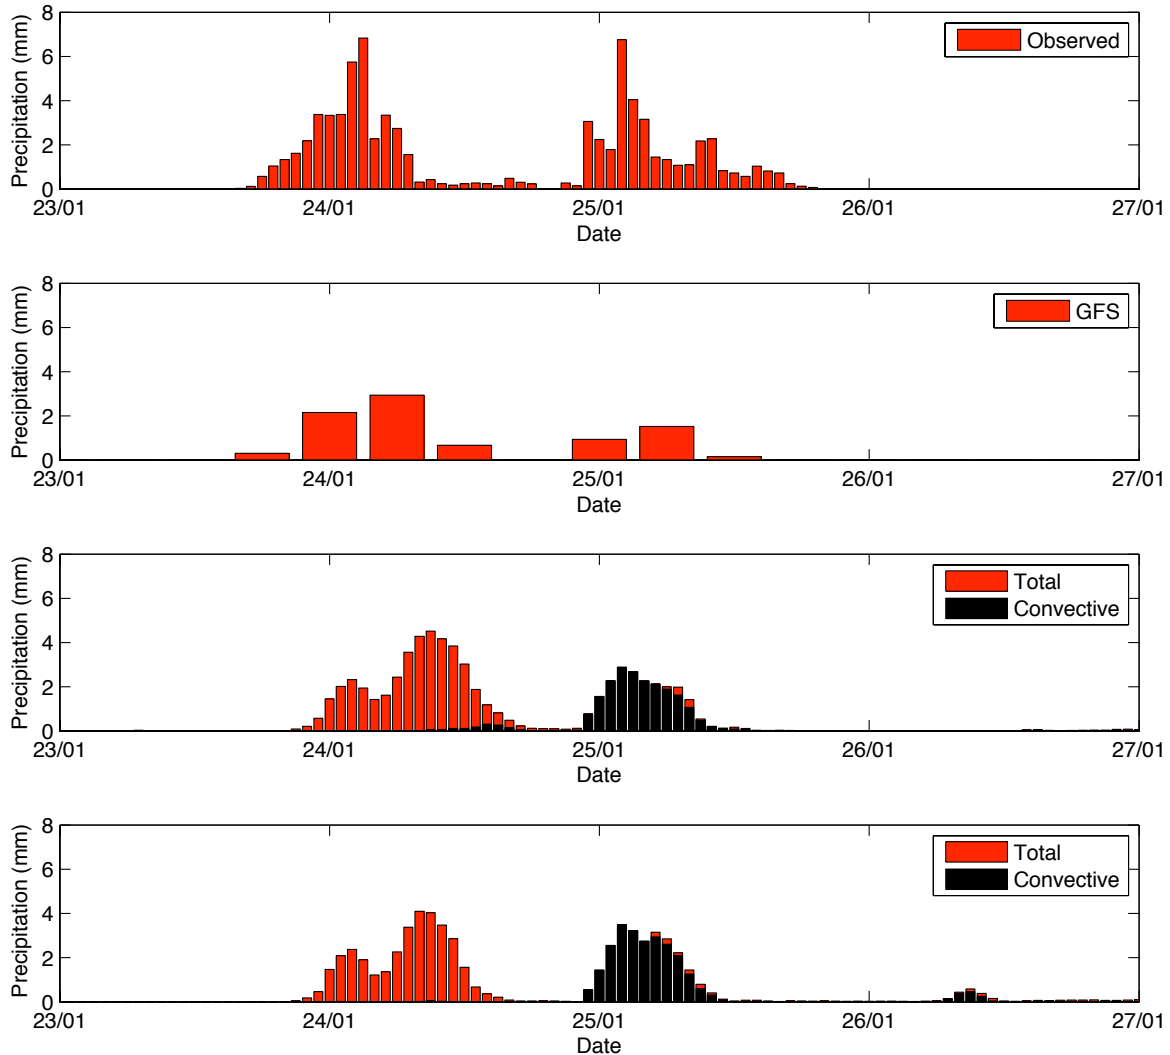 8
6
4
2
0
Precipitation (mm)
Observed
23/01 24/01 25/01 26/01 27/01
Date
8
6
4
2
0
Precipitation (mm)
GFS
23/01 24/01 25/01 26/01 27/01
Date
8
6
4
2
0
Precipitation (mm)
Total
Convective
23/01 24/01 25/01 26/01 27/01
Date
8
6
4
2
0
Precipitation (mm)
Total
Convective
23/01 24/01 25/01 26/01 27/01
Date